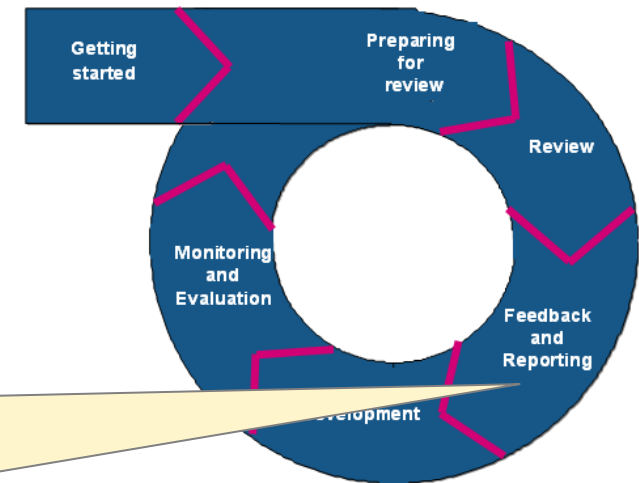 Getting
started
Preparing
for
review
Review
Feedback
and
Reporting
Monitoring
and
Evaluation